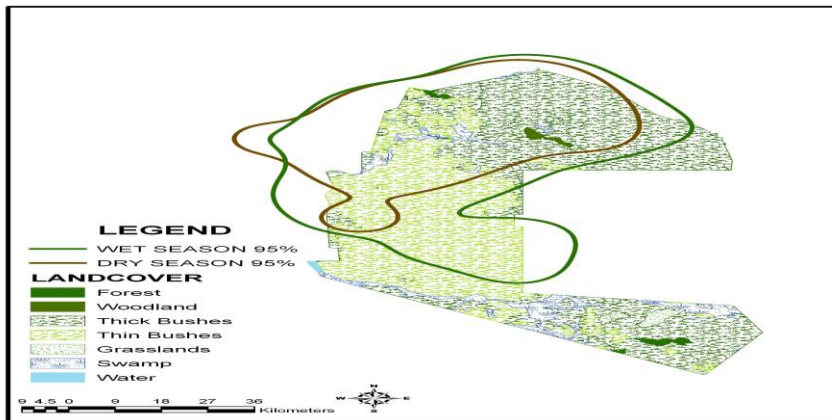 LEGEND
WET SEASON 95%
DRY SEASON 95%
LANDCOVER
Forest
Woodland
Thick Bushes
Thin Bushes
Grasslands
Swamp
Water
9 4.5 0 9 18 27 36
Kilometers
N
W E
S